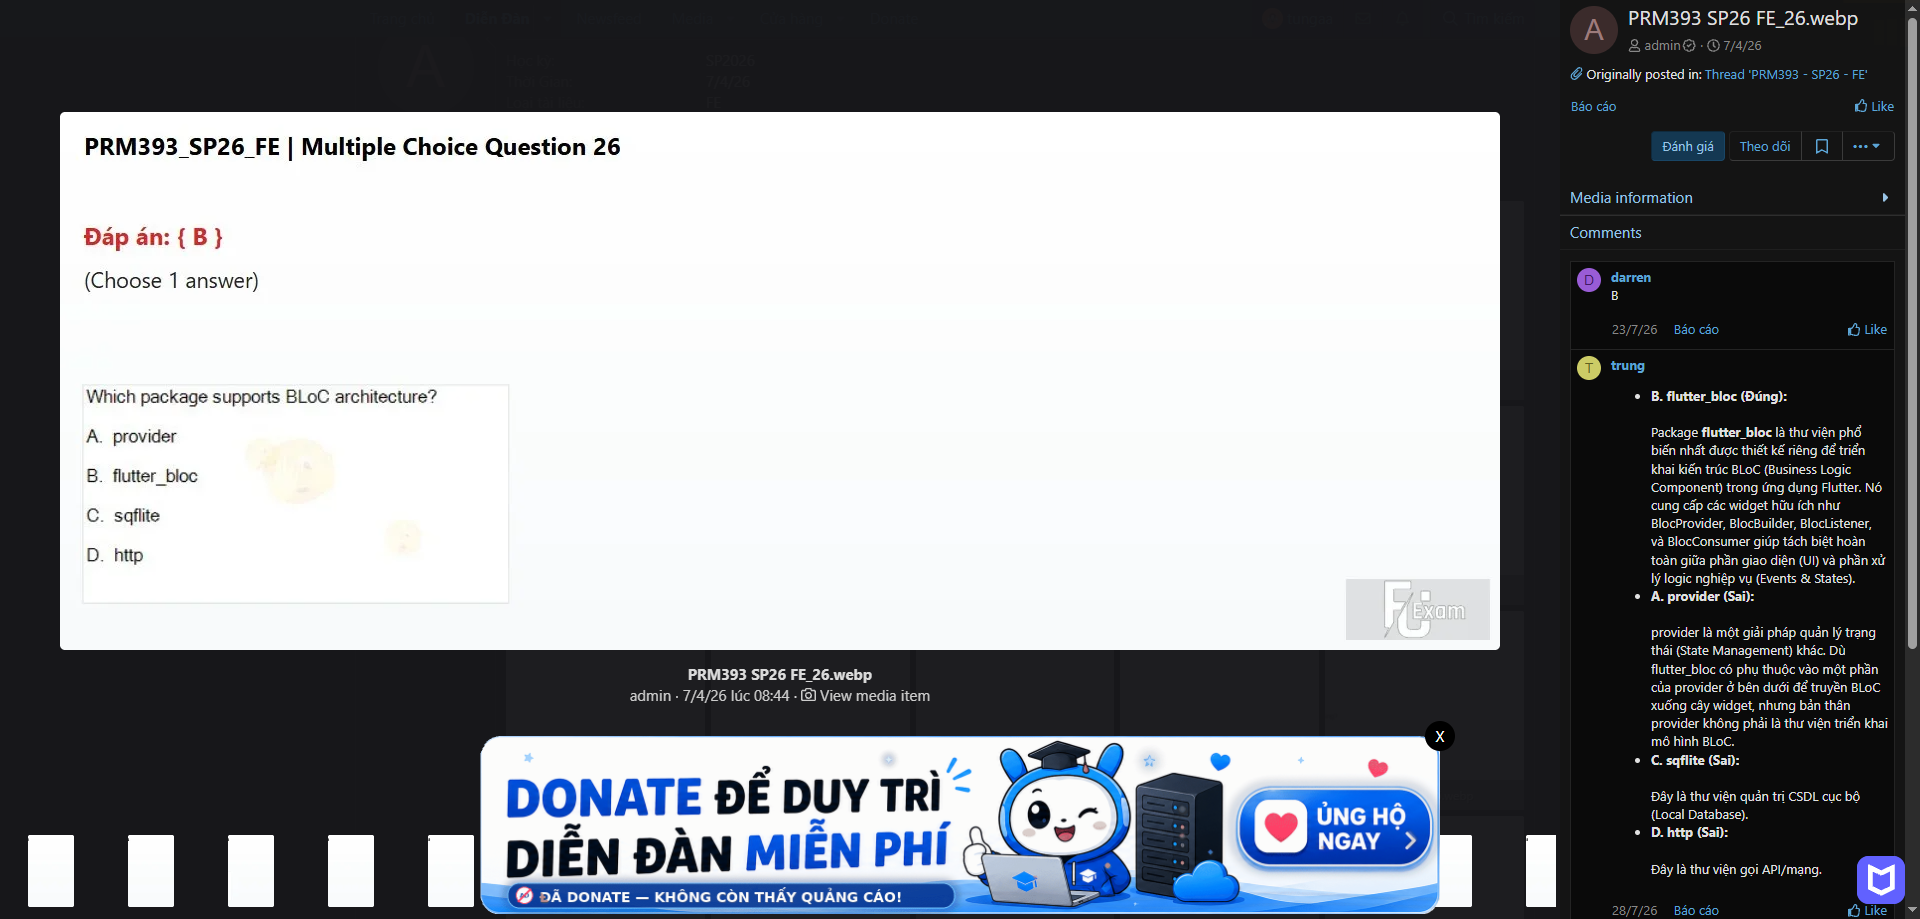 PRM393_SP26_FE | Multiple Choice Question 26
Đáp án: { B }
(Choose 1 answer)
Which package supports BLoC architecture?
A. provider
B. flutter_bloc
C. sqflite
D. http
Exam
PRM393 SP26 FE_26.webp
admin · 7/4/26 lúc 08:44 · View media item
X
DONATE ĐỂ DUY TRÌ
DIỄN ĐÀN MIỄN PHÍ
ĐÃ DONATE — KHÔNG CÒN THẤY QUẢNG CÁO!
ỦNG HỘ
NGAY
A
PRM393 SP26 FE_26.webp
admin · 7/4/26
Originally posted in: Thread 'PRM393 - SP26 - FE'
Báo cáo
Like
Đánh giá
Theo dõi
Media information
Comments
D
darren
B
23/7/26 Báo cáo Like
T
trung
B. flutter_bloc (Đúng):
Package flutter_bloc là thư viện phổ
biến nhất được thiết kế riêng để triển
khai kiến trúc BLoC (Business Logic
Component) trong ứng dụng Flutter. Nó
cung cấp các widget hữu ích như
BlocProvider, BlocBuilder, BlocListener,
và BlocConsumer giúp tách biệt hoàn
toàn giữa phần giao diện (UI) và phần xử
lý logic nghiệp vụ (Events & States).
A. provider (Sai):
provider là một giải pháp quản lý trạng
thái (State Management) khác. Dù
flutter_bloc có phụ thuộc vào một phần
của provider ở bên dưới để truyền BLoC
xuống cây widget, nhưng bản thân
provider không phải là thư viện triển khai
mô hình BLoC.
C. sqflite (Sai):
Đây là thư viện quản trị CSDL cục bộ
(Local Database).
D. http (Sai):
Đây là thư viện gọi API/mạng.
28/7/26 Báo cáo Like